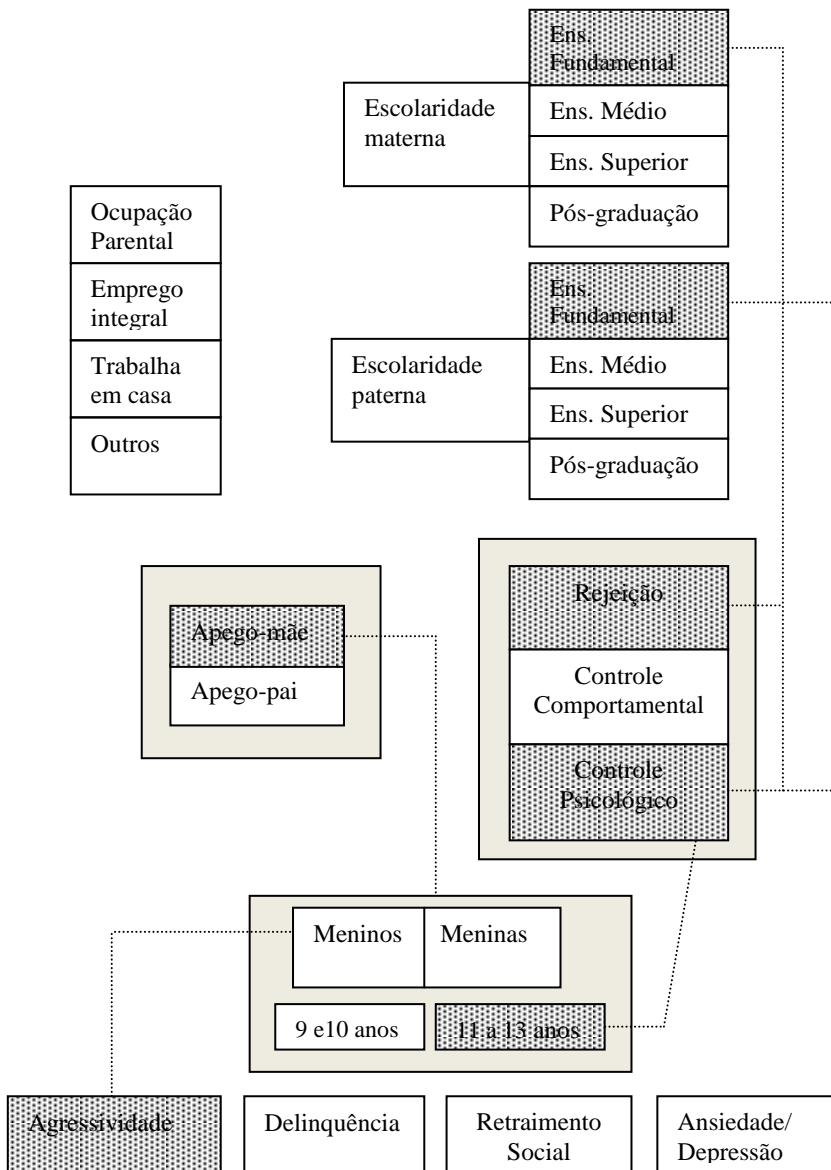 Ens.
Fundamental
Escolaridade
materna
Ens. Médio
Ens. Superior
Pós-graduação
Ocupação
Parental
Emprego
integral
Trabalha
em casa
Outros
Ens.
Fundamental
Escolaridade
paterna
Ens. Médio
Ens. Superior
Pós-graduação
Apego-mãe
Apego-pai
Rejeição
Controle
Comportamental
Controle
Psicológico
Meninos
Meninas
9 e10 anos
11 a 13 anos
Agressividade
Delinquência
Retraimento
Social
Ansiedade/
Depressão